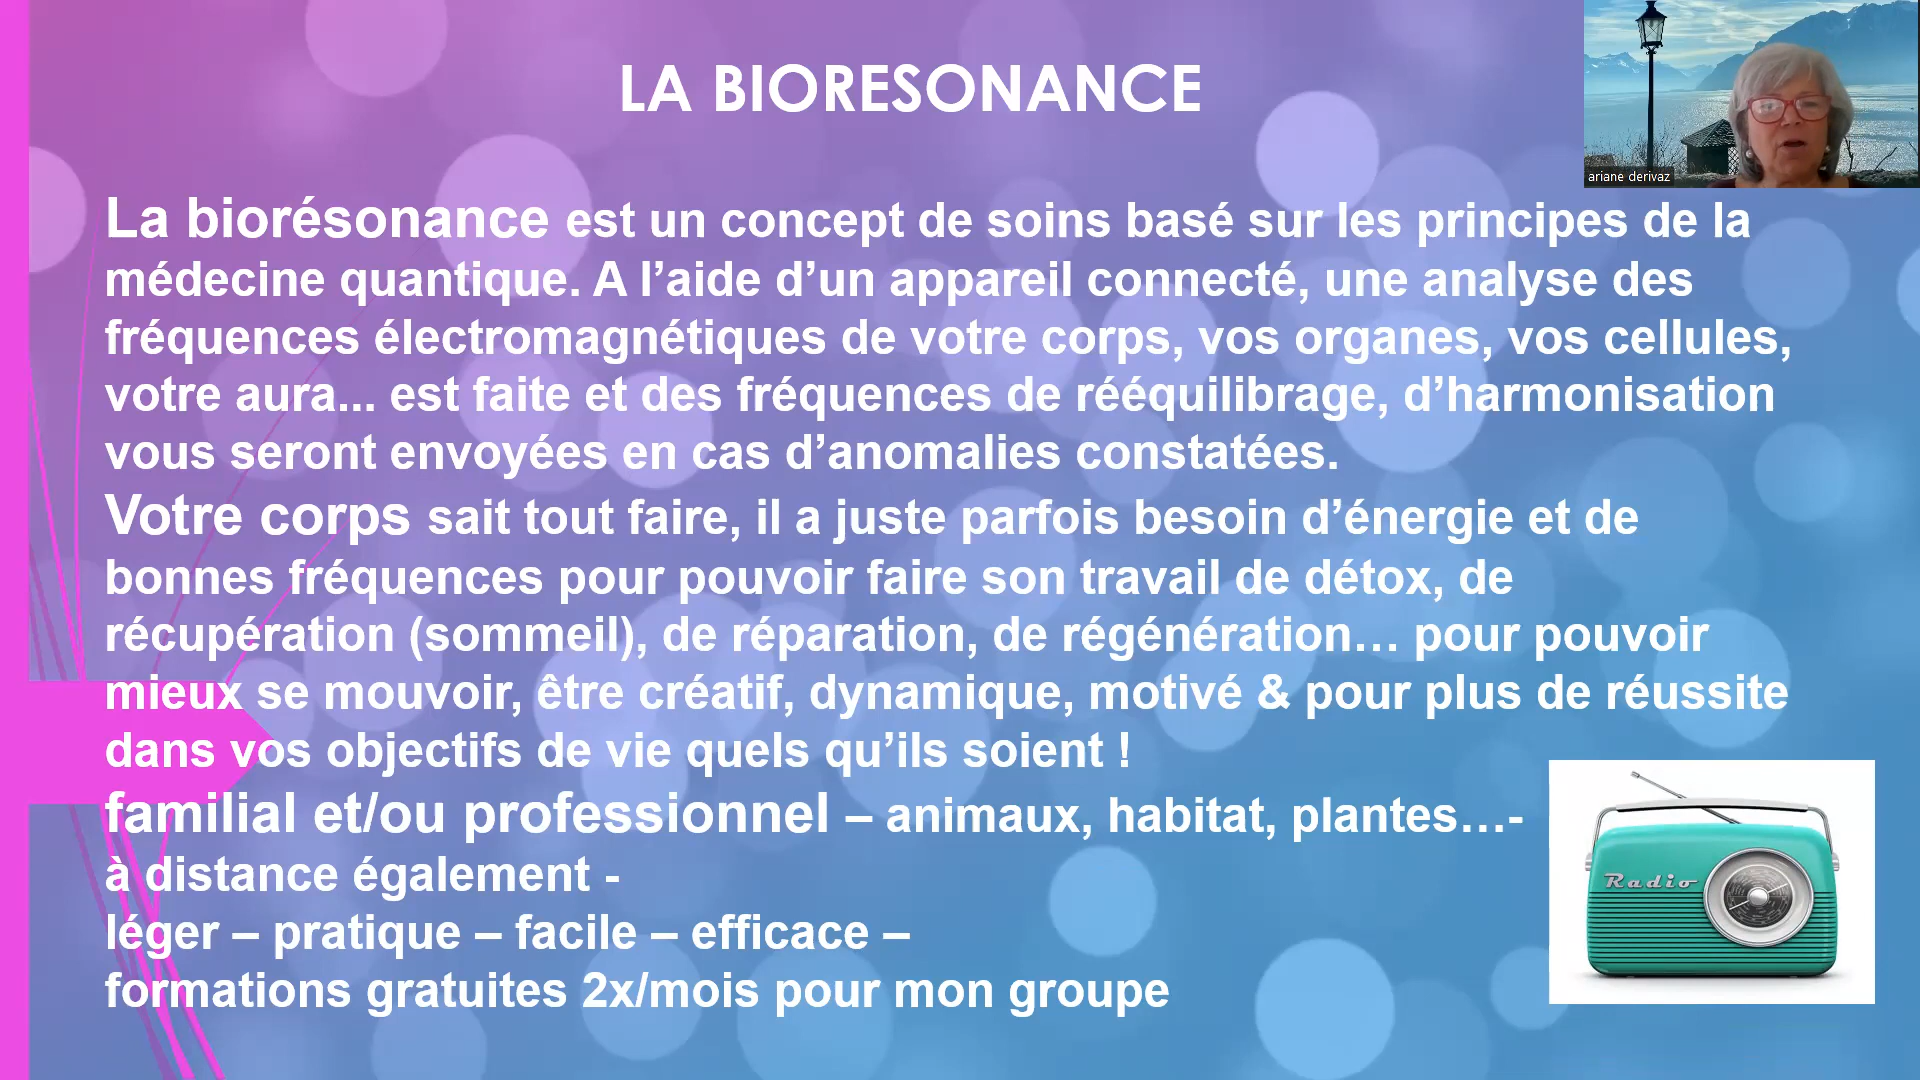 LA BIORESONANCE
ariane derivaz
La biorésonance est un concept de soins basé sur les principes de la
médecine quantique. A l’aide d’un appareil connecté, une analyse des
fréquences électromagnétiques de votre corps, vos organes, vos cellules,
votre aura... est faite et des fréquences de rééquilibrage, d’harmonisation
vous seront envoyées en cas d’anomalies constatées.
Votre corps sait tout faire, il a juste parfois besoin d’énergie et de
bonnes fréquences pour pouvoir faire son travail de détox, de
récupération (sommeil), de réparation, de régénération… pour pouvoir
mieux se mouvoir, être créatif, dynamique, motivé & pour plus de réussite
dans vos objectifs de vie quels qu’ils soient !
familial et/ou professionnel – animaux, habitat, plantes…-
à distance également -
léger – pratique – facile – efficace –
formations gratuites 2x/mois pour mon groupe
Radio